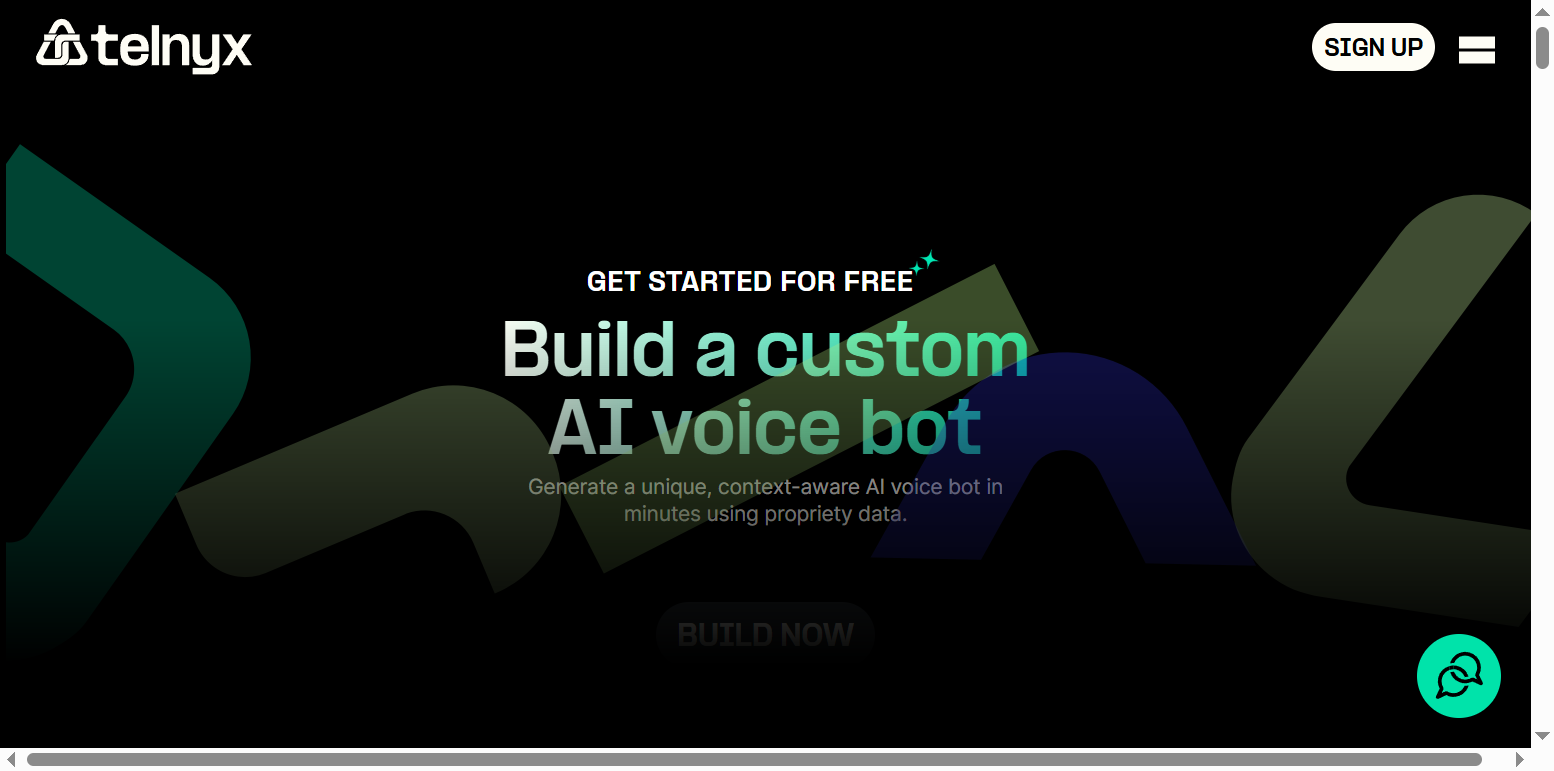 telnyx
SIGN UP
GET STARTED FOR FREE
Build a custom
AI voice bot
Generate a unique, context-aware AI voice bot in
minutes using propriety data.
BUILD NOW